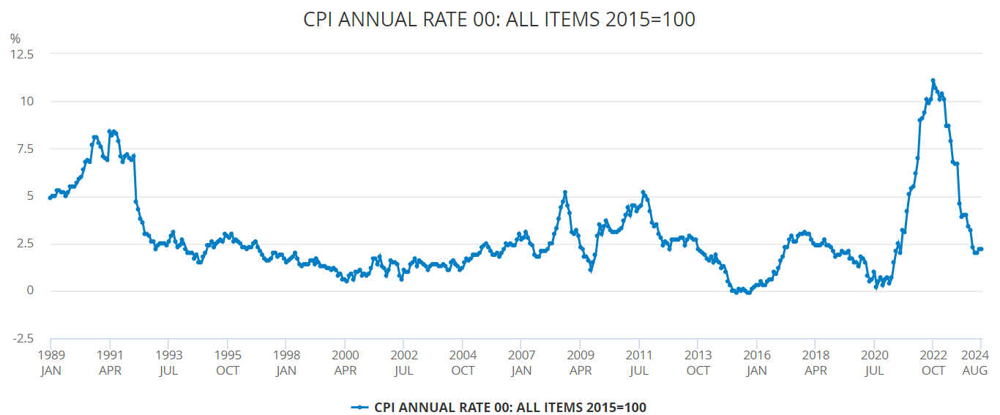 CPI ANNUAL RATE 00: ALL ITEMS 2015=100
%
12.5
10
7.5
5
2.5
0
-2.5
1989 1991 1993 1995 1998 2000 2002 2004 2007 2009 2011 2013 2016 2018 2020 2022 2024
JAN APR JUL OCT JAN APR JUL OCT JAN APR JUL OCT JAN APR JUL OCT AUG
CPI ANNUAL RATE 00: ALL ITEMS 2015=100